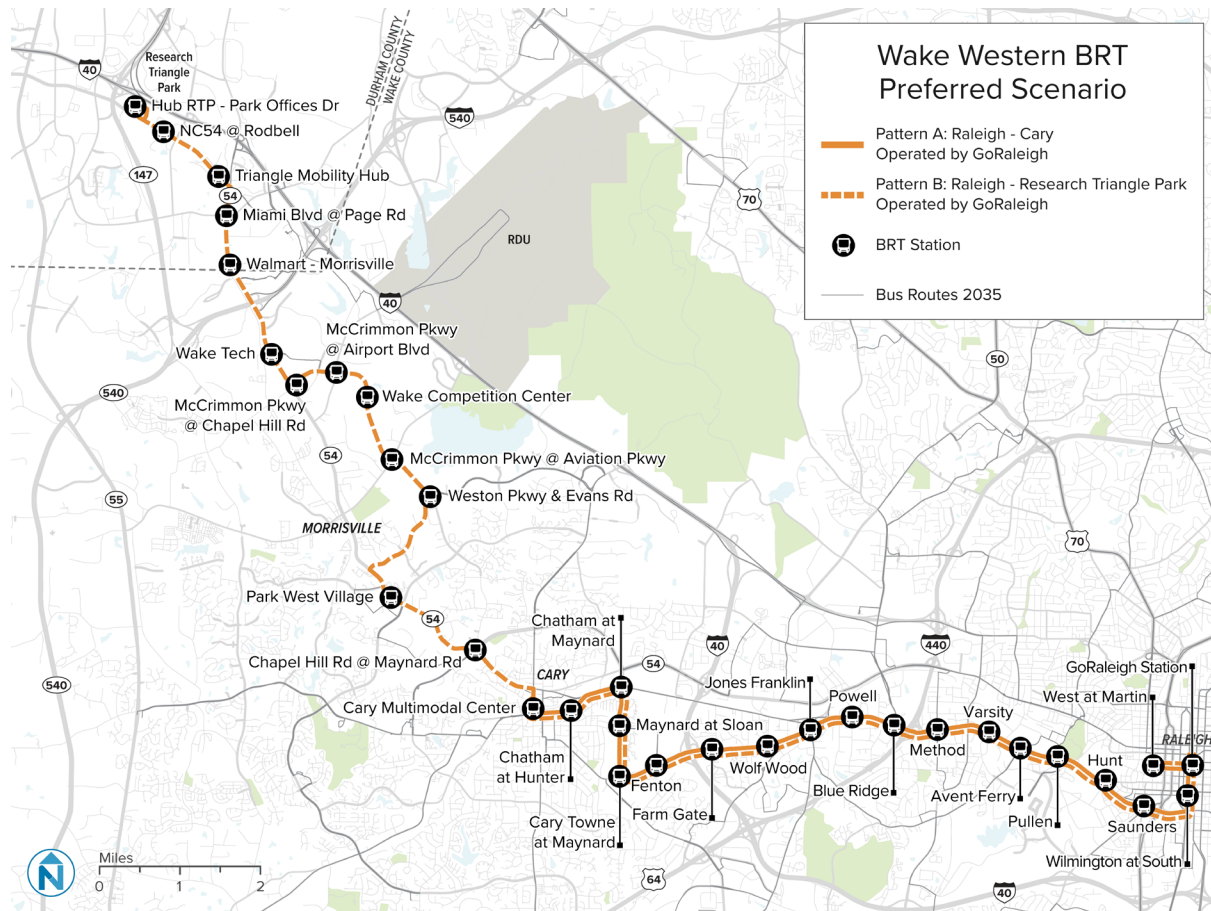 Wake Western BRT
Preferred Scenario
Pattern A: Raleigh - Cary
Operated by GoRaleigh
Pattern B: Raleigh - Research Triangle Park
Operated by GoRaleigh
BRT Station
Bus Routes 2035
DURHAM COUNTY
WAKE COUNTY
Research
Triangle
Park
40
Hub RTP - Park Offices Dr
540
NC54 @ Rodbell
147
Triangle Mobility Hub
54
70
Miami Blvd @ Page Rd
RDU
Walmart - Morrisville
40
McCrimmon Pkwy
@ Airport Blvd
Wake Tech
50
540
McCrimmon Pkwy
@ Chapel Hill Rd
Wake Competition Center
54
McCrimmon Pkwy @ Aviation Pkwy
55
Weston Pkwy & Evans Rd
MORRISVILLE
70
Park West Village
54
Chatham at
Maynard
40
440
Chapel Hill Rd @ Maynard Rd
54
CARY
540
Jones Franklin
GoRaleigh Station
West at Martin
Cary Multimodal Center
Powell
Varsity
Maynard at Sloan
RALEIGH
Chatham
at Hunter
Method
Wolf Wood
Hunt
Fenton
Blue Ridge
Avent Ferry
Farm Gate
Pullen
Saunders
Cary Towne
at Maynard
Wilmington at South
64
40
N
Miles
0 1 2